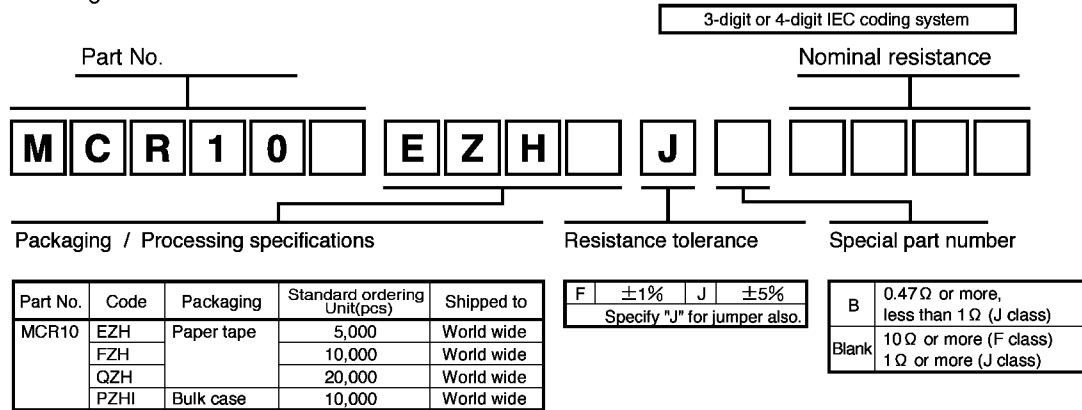 3-digit or 4-digit IEC coding system
Part No.
Nominal resistance
M C R 1 0 E Z H J
Packaging / Processing specifications
Resistance tolerance
Special part number
Part No. Code Packaging Standard ordering Unit(pcs) Shipped to
MCR10 EZH Paper tape 5,000 World wide
FZH 10,000 World wide
QZH 20,000 World wide
PZHI Bulk case 10,000 World wide
F ±1% J ±5%
Specify "J" for jumper also.
B 0.47Ω or more,
less than 1Ω (J class)
Blank 10Ω or more (F class)
1Ω or more (J class)